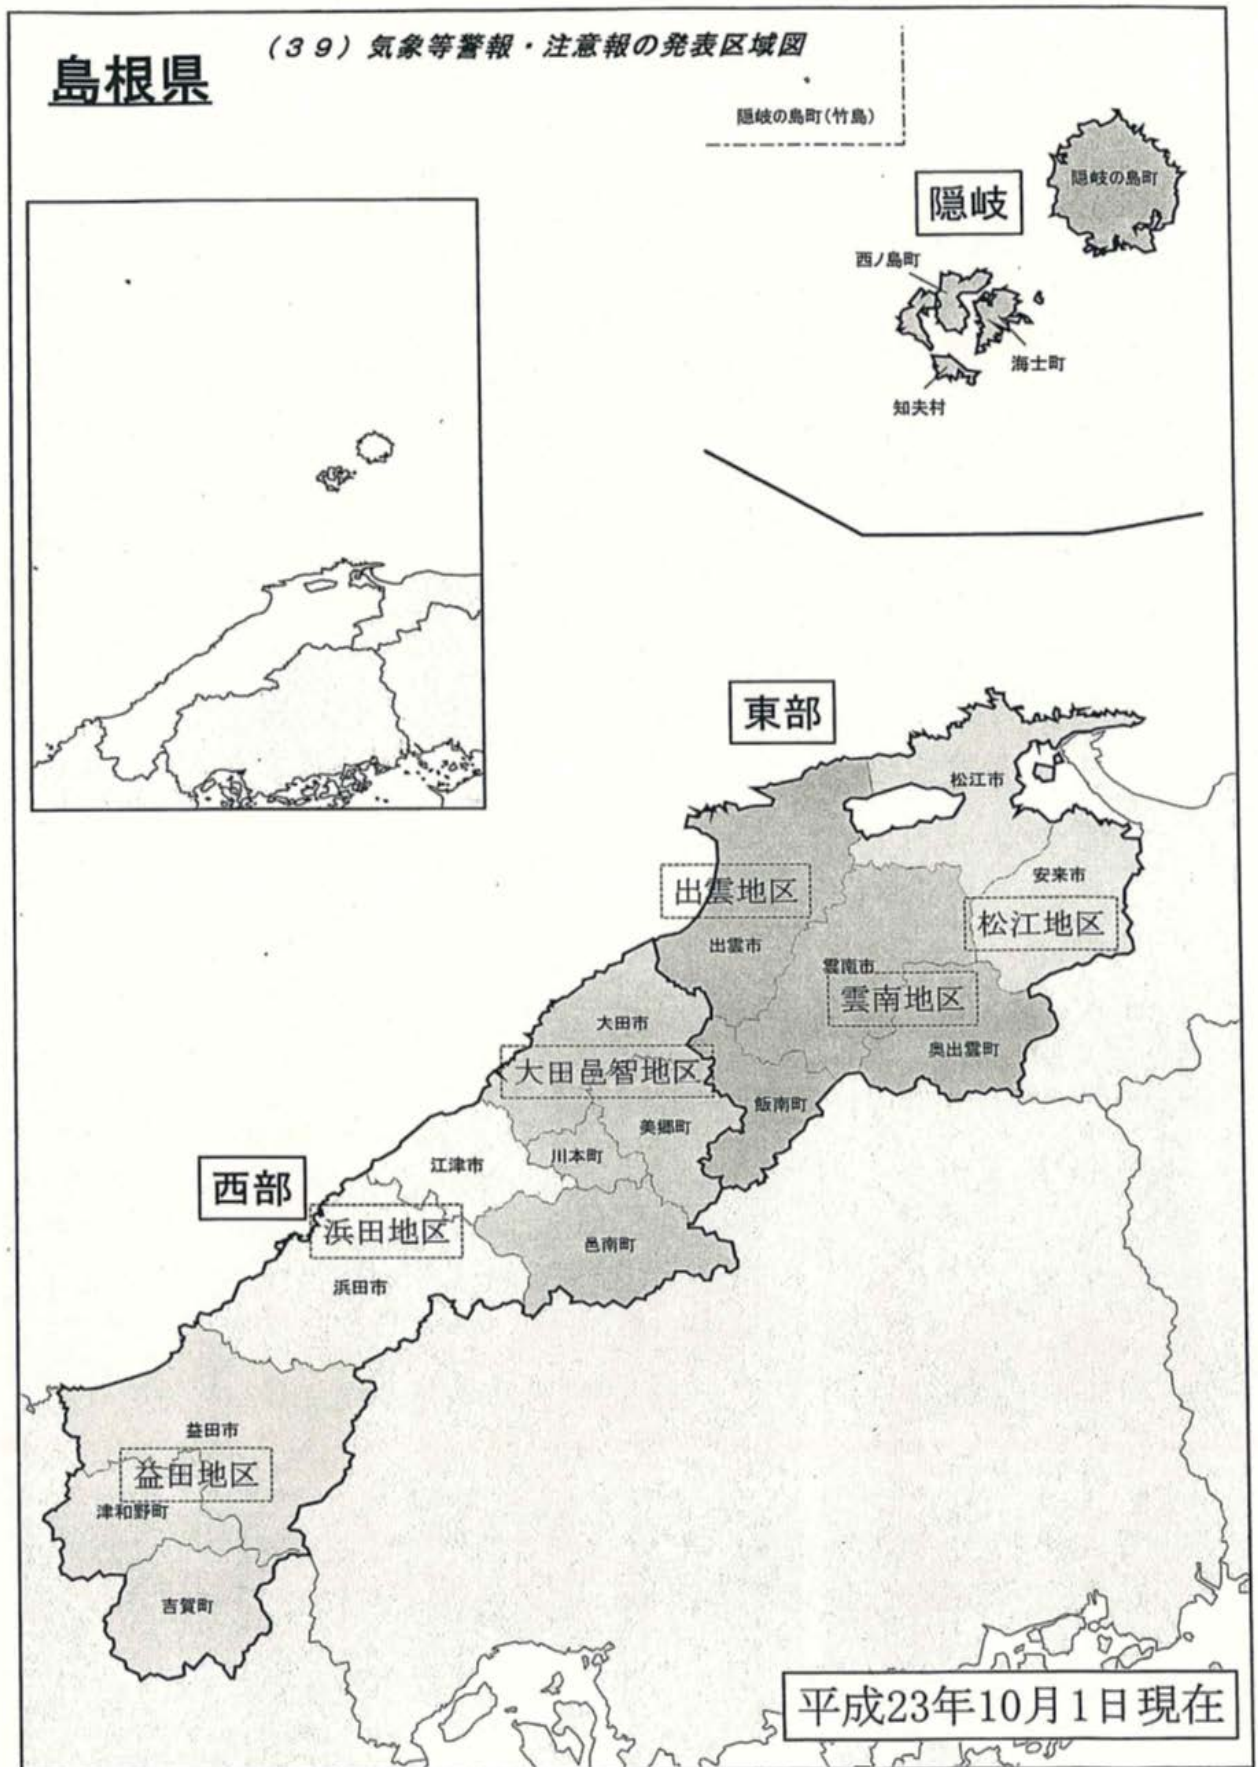 (39) 気象等警報・注意報の発表区域図
島根県
隠岐の島町(竹島)
隠岐の島町
隠岐
西ノ島町
海士町
知夫村
東部
松江市
安来市
出雲地区
松江地区
出雲市
雲南市
雲南地区
大田市
奥出雲町
大田邑智地区
飯南町
美郷町
川本町
江津市
西部
浜田地区
邑南町
浜田市
益田市
益田地区
津和野町
吉賀町
平成23年10月1日現在